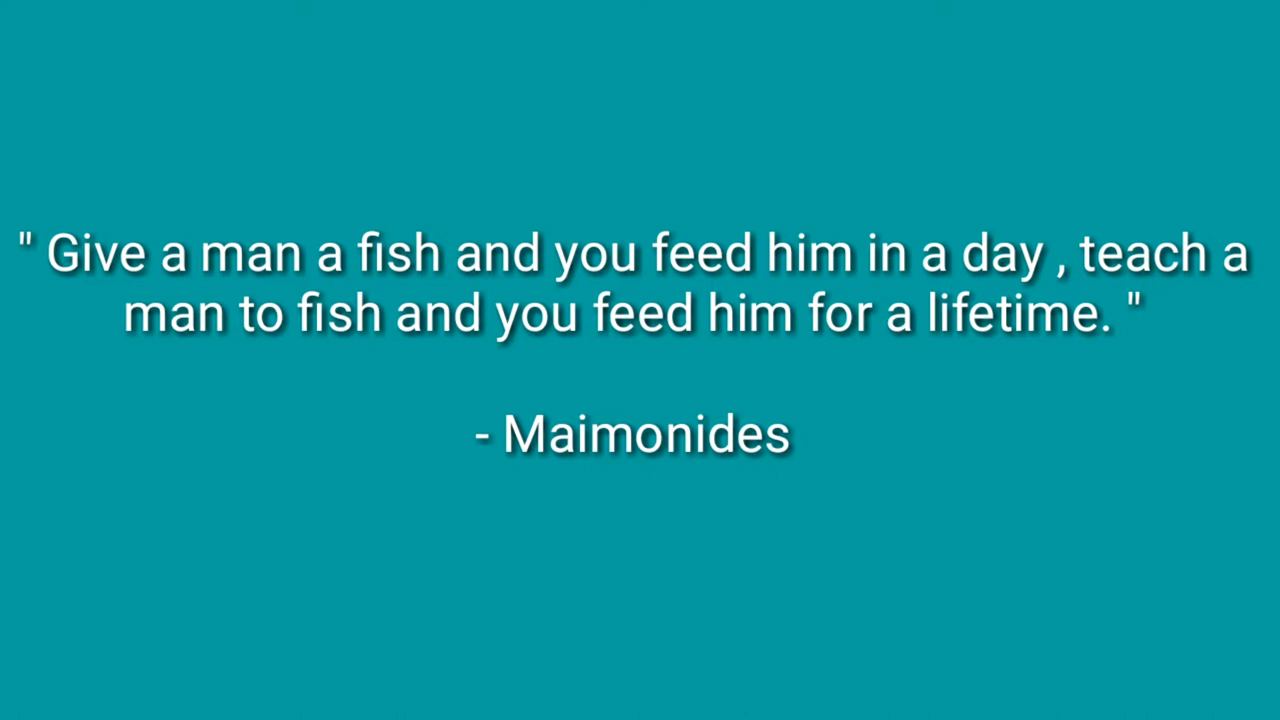 " Give a man a fish and you feed him in a day , teach a
man to fish and you feed him for a lifetime. "
- Maimonides